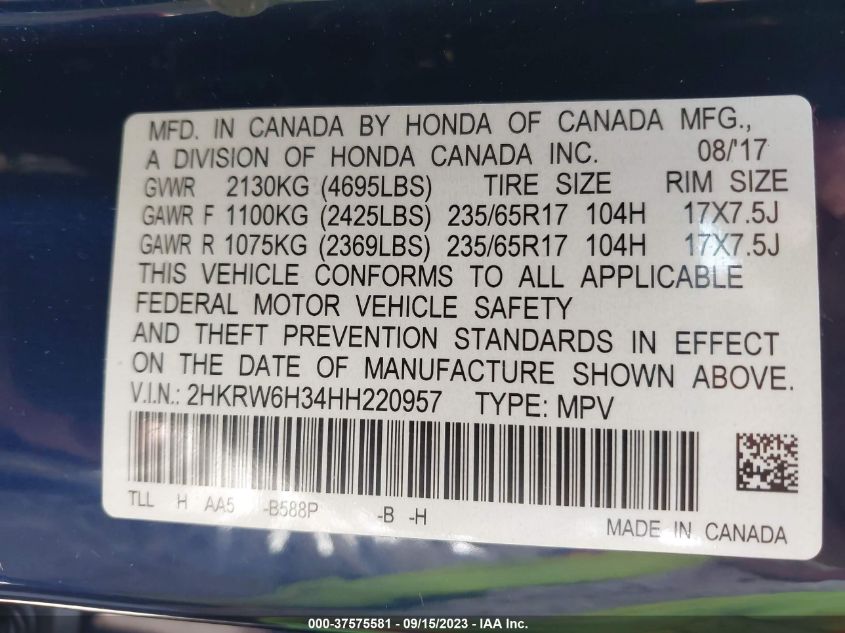 MFD. IN CANADA BY HONDA OF CANADA MFG.,
A DIVISION OF HONDA CANADA INC. 08/'17
GVWR 2130KG (4695LBS) TIRE SIZE RIM SIZE
GAWR F 1100KG (2425LBS) 235/65R17 104H 17X7.5J
GAWR R 1075KG (2369LBS) 235/65R17 104H 17X7.5J
THIS VEHICLE CONFORMS TO ALL APPLICABLE
FEDERAL MOTOR VEHICLE SAFETY
AND THEFT PREVENTION STANDARDS IN EFFECT
ON THE DATE OF MANUFACTURE SHOWN ABOVE.
V.I.N.: 2HKRW6H34HH220957 TYPE: MPV
TLL H AA5 -B588P -B -H
MADE IN CANADA
000-37575581 - 09/15/2023 - IAA Inc.